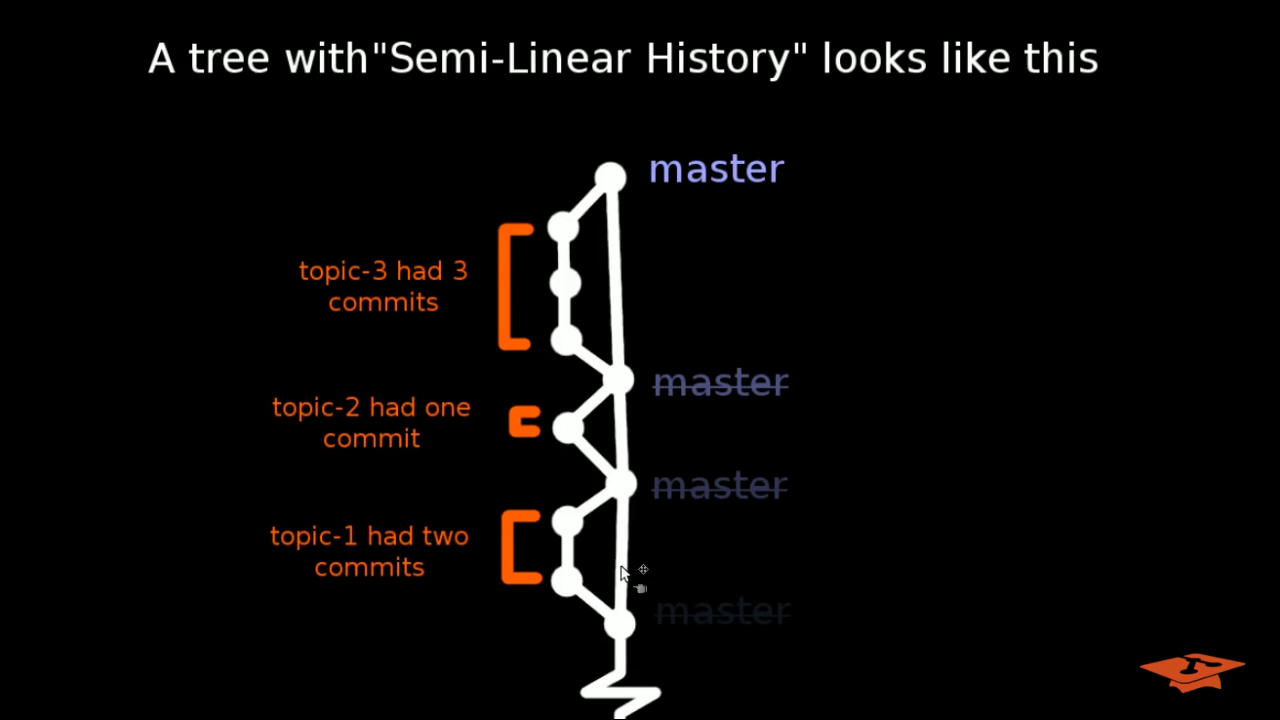 A tree with"Semi-Linear History" looks like this
master
topic-3 had 3
commits
master
topic-2 had one
commit
master
topic-1 had two
commits
master